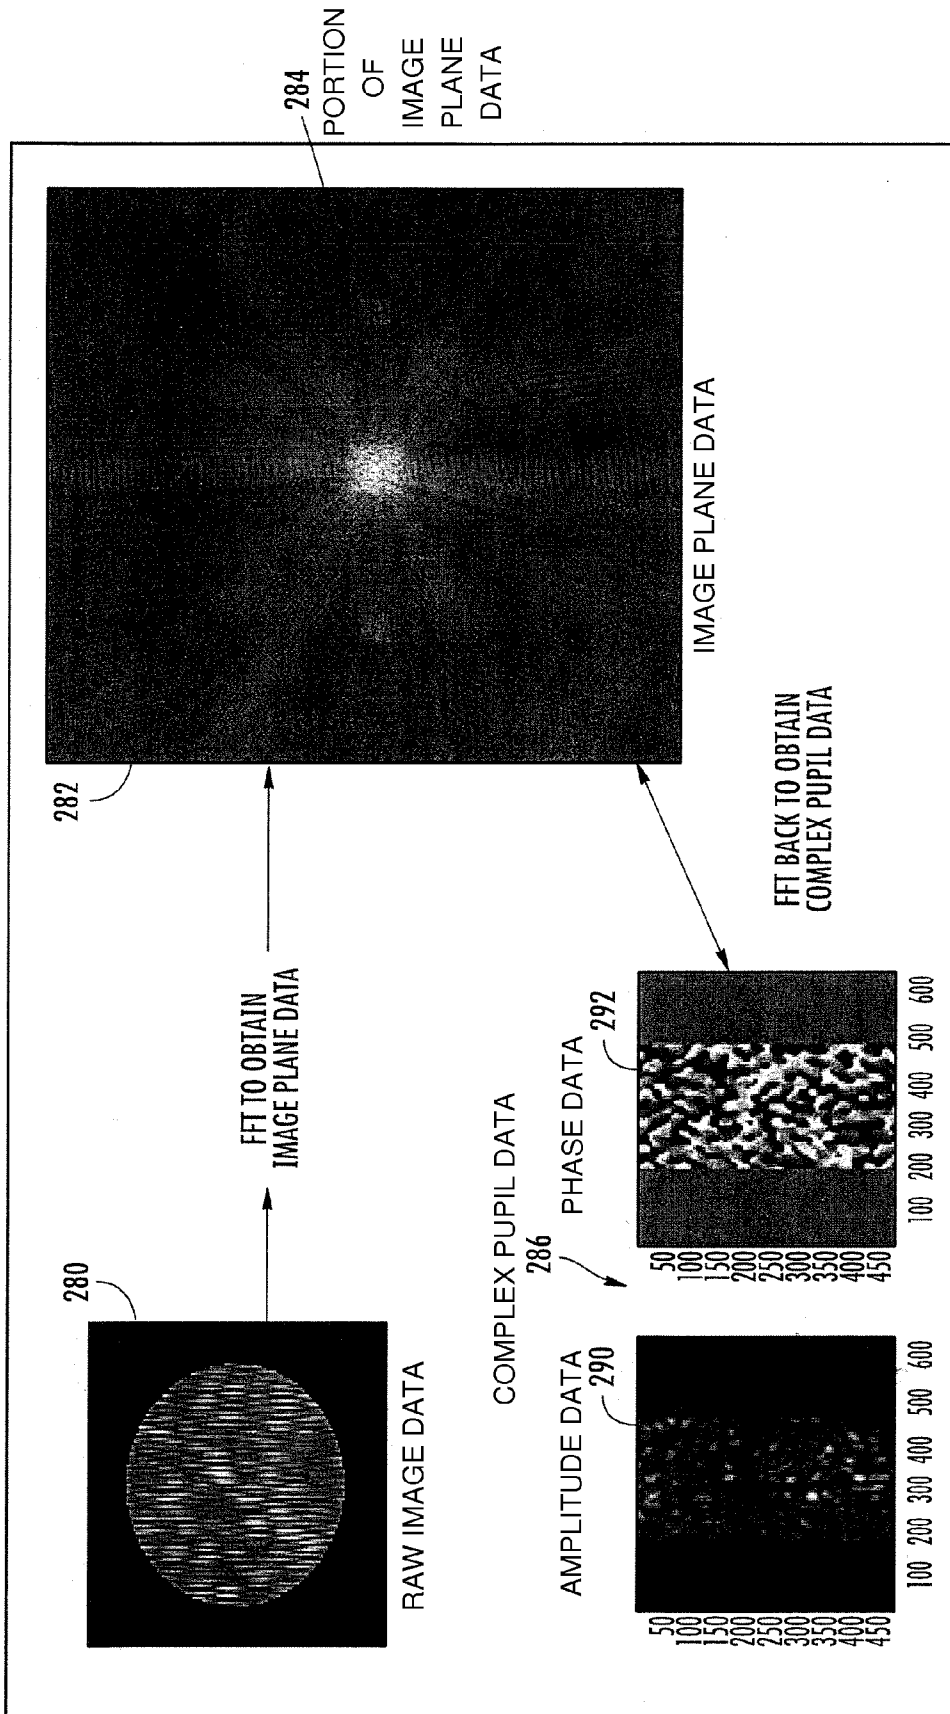 280
RAW IMAGE DATA
FFT TO OBTAIN
IMAGE PLANE DATA
282
284
PORTION
OF
IMAGE
PLANE
DATA
IMAGE PLANE DATA
FFT BACK TO OBTAIN
COMPLEX PUPIL DATA
COMPLEX PUPIL DATA
286
AMPLITUDE DATA
290
50
100
150
200
250
300
350
400
450
100 200 300 400 500 600
PHASE DATA
292
50
100
150
200
250
300
350
400
450
100 200 300 400 500 600